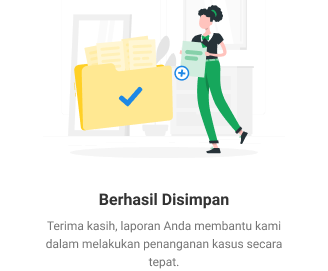 Berhasil Disimpan
Terima kasih, laporan Anda membantu kami
dalam melakukan penanganan kasus secara
tepat.